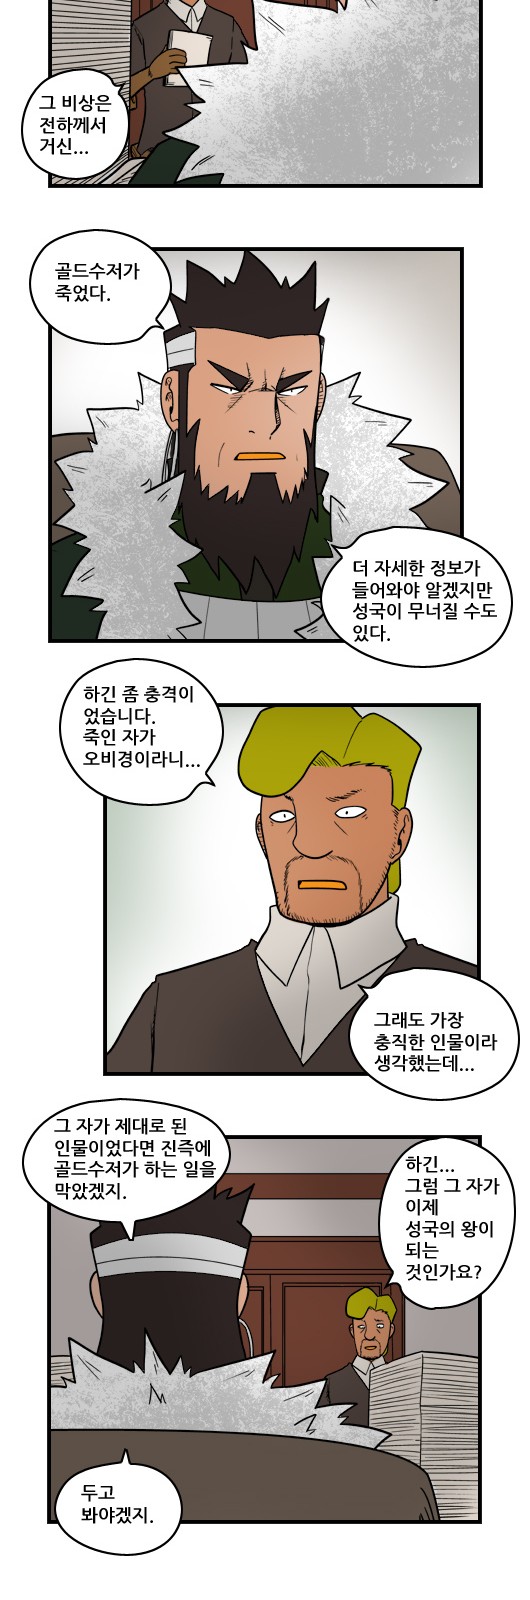 그 비상은
전하께서
거신...
골드수저가
죽었다.
더 자세한 정보가
들어와야 알겠지만
성국이 무너질 수도
있다.
하긴 좀 충격이
었습니다.
죽인 자가
오비경이라니...
그래도 가장
충직한 인물이라
생각했는데...
그 자가 제대로 된
인물이었다면 진즉에
골드수저가 하는 일을
막았겠지.
하긴...
그럼 그 자가
이제
성국의 왕이
되는
것인가요?
두고
봐야겠지.